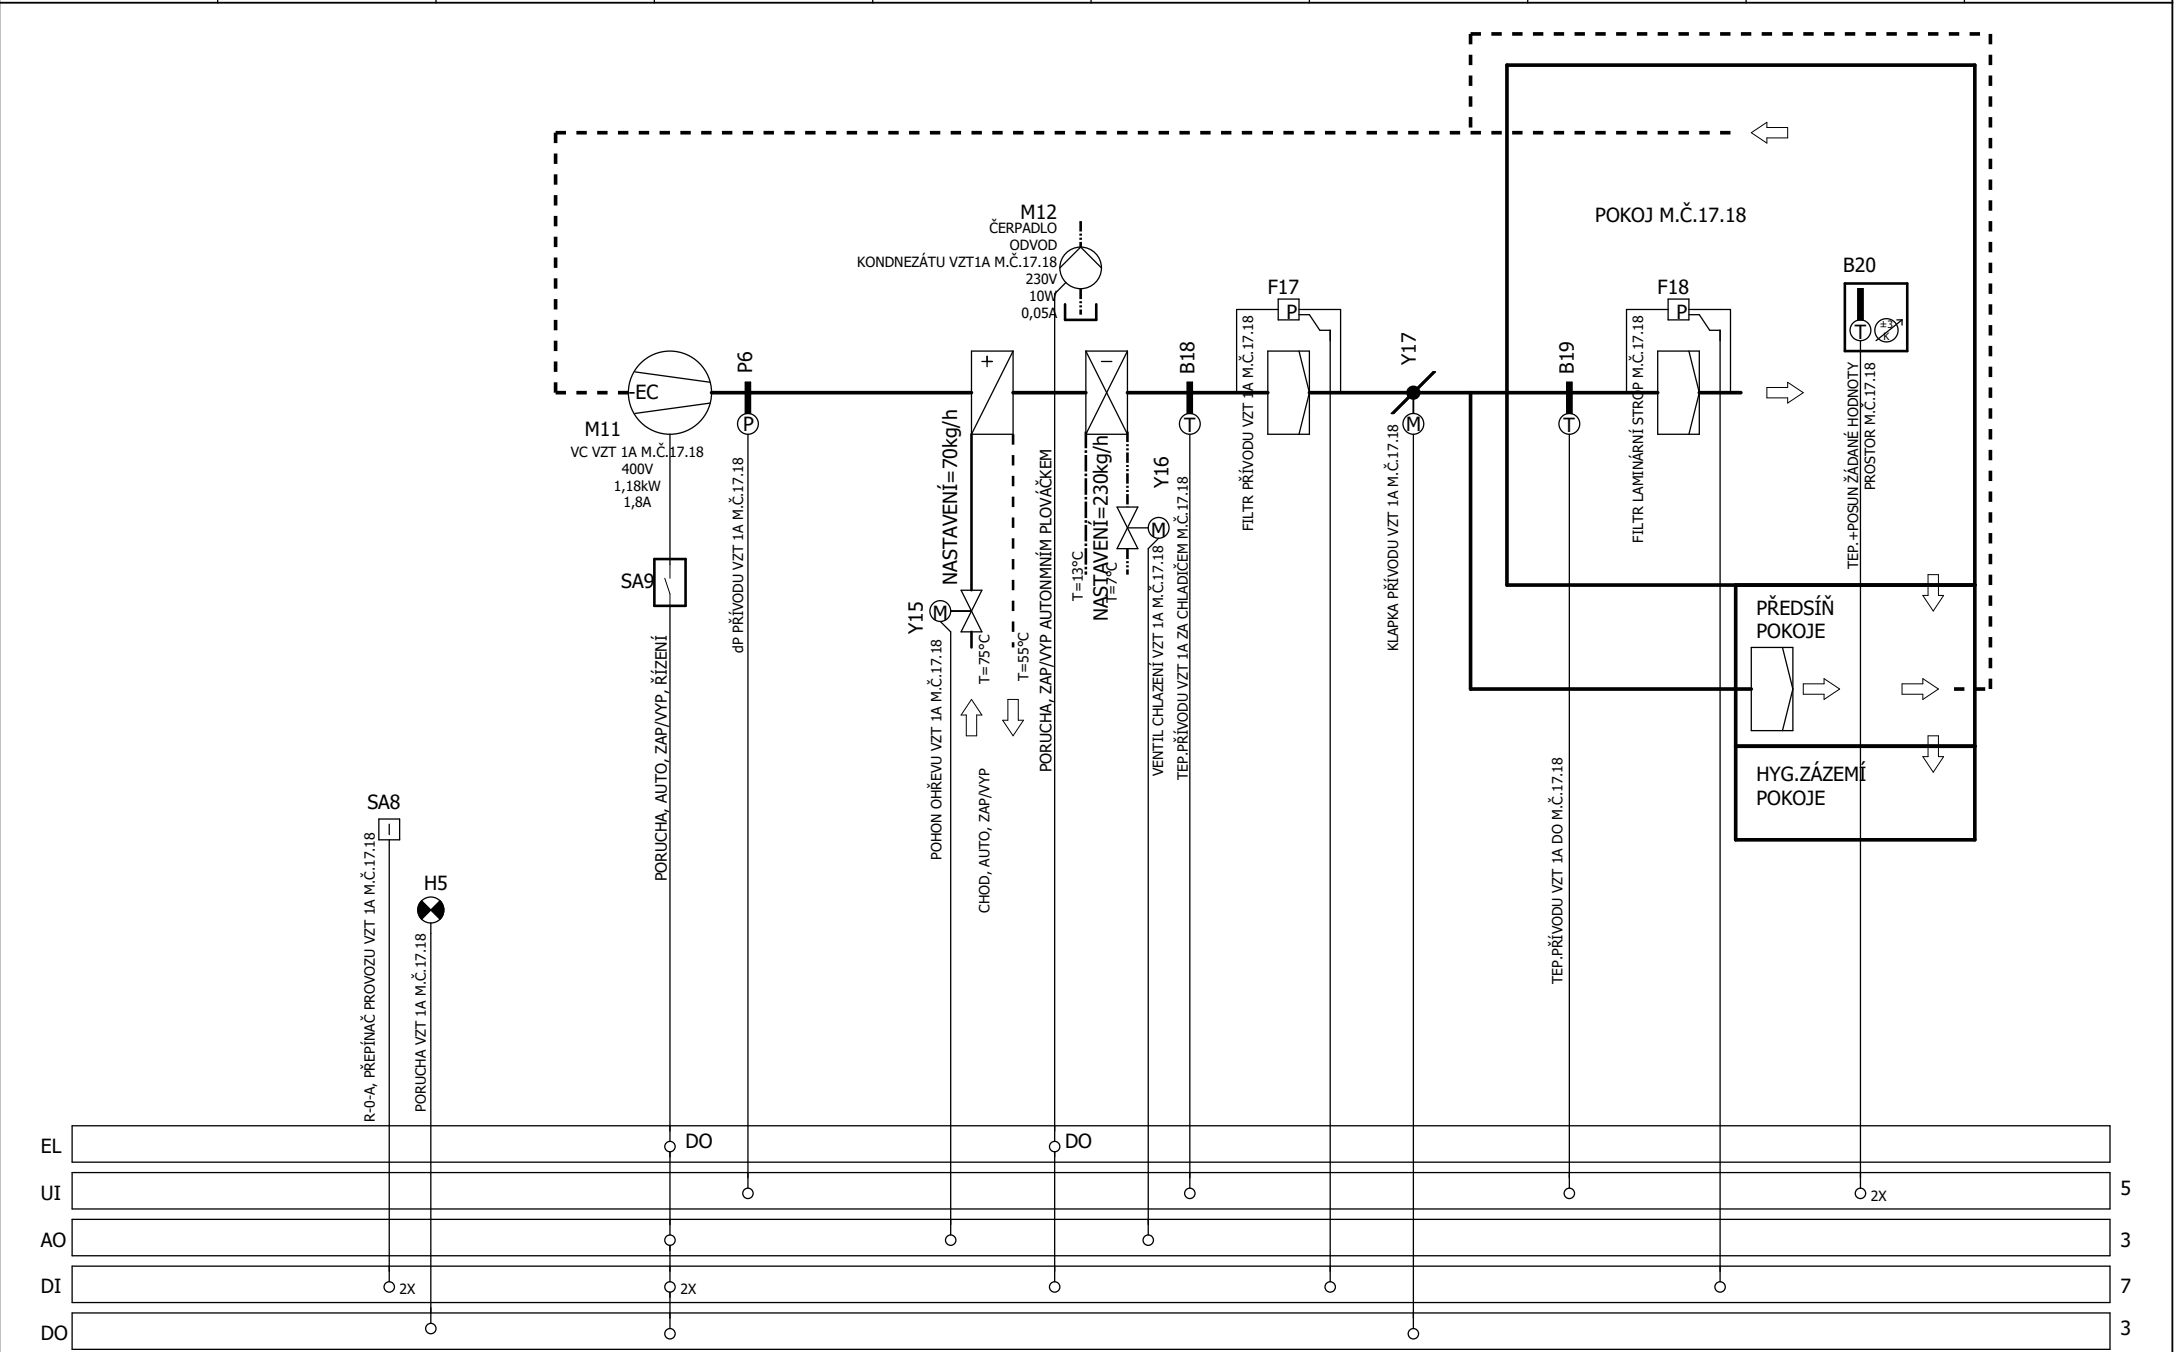 POKOJ M.Č.17.18
M12
ČERPADLO
ODVOD
KONDNEZÁTU VZT1A M.Č.17.18
230V
10W
0,05A
B20
T
±3
K
TEP.+POSUN ŽÁDANÉ HODNOTY
PROSTOR M.Č.17.18
F17
P
FILTR PŘÍVODU VZT 1A M.Č.17.18
F18
P
FILTR LAMINÁRNÍ STROP M.Č.17.18
EC
M11
VC VZT 1A M.Č.17.18
400V
1,18kW
1,8A
P6
P
dP PŘÍVODU VZT 1A M.Č.17.18
+
NASTAVENÍ=70kg/h
−
NASTAVENÍ=230kg/h
T=13°C
T=7°C
B18
T
TEP.PŘÍVODU VZT 1A ZA CHLADIČEM M.Č.17.18
Y16
M
VENTIL CHLAZENÍ VZT 1A M.Č.17.18
Y17
M
KLAPKA PŘÍVODU VZT 1A M.Č.17.18
B19
T
TEP.PŘÍVODU VZT 1A DO M.Č.17.18
SA9
PORUCHA, AUTO, ZAP/VYP, ŘÍZENÍ
Y15
M
POHON OHŘEVU VZT 1A M.Č.17.18
T=75°C
T=55°C
CHOD, AUTO, ZAP/VYP
PORUCHA, ZAP/VYP AUTONMNÍM PLOVÁČKEM
PŘEDSÍŇ
POKOJE
HYG.ZÁZEMÍ
POKOJE
SA8
R-0-A, PŘEPÍNAČ PROVOZU VZT 1A M.Č.17.18
H5
PORUCHA VZT 1A M.Č.17.18
EL DO DO
UI 2X 5
AO 3
DI 2X 2X 7
DO 3